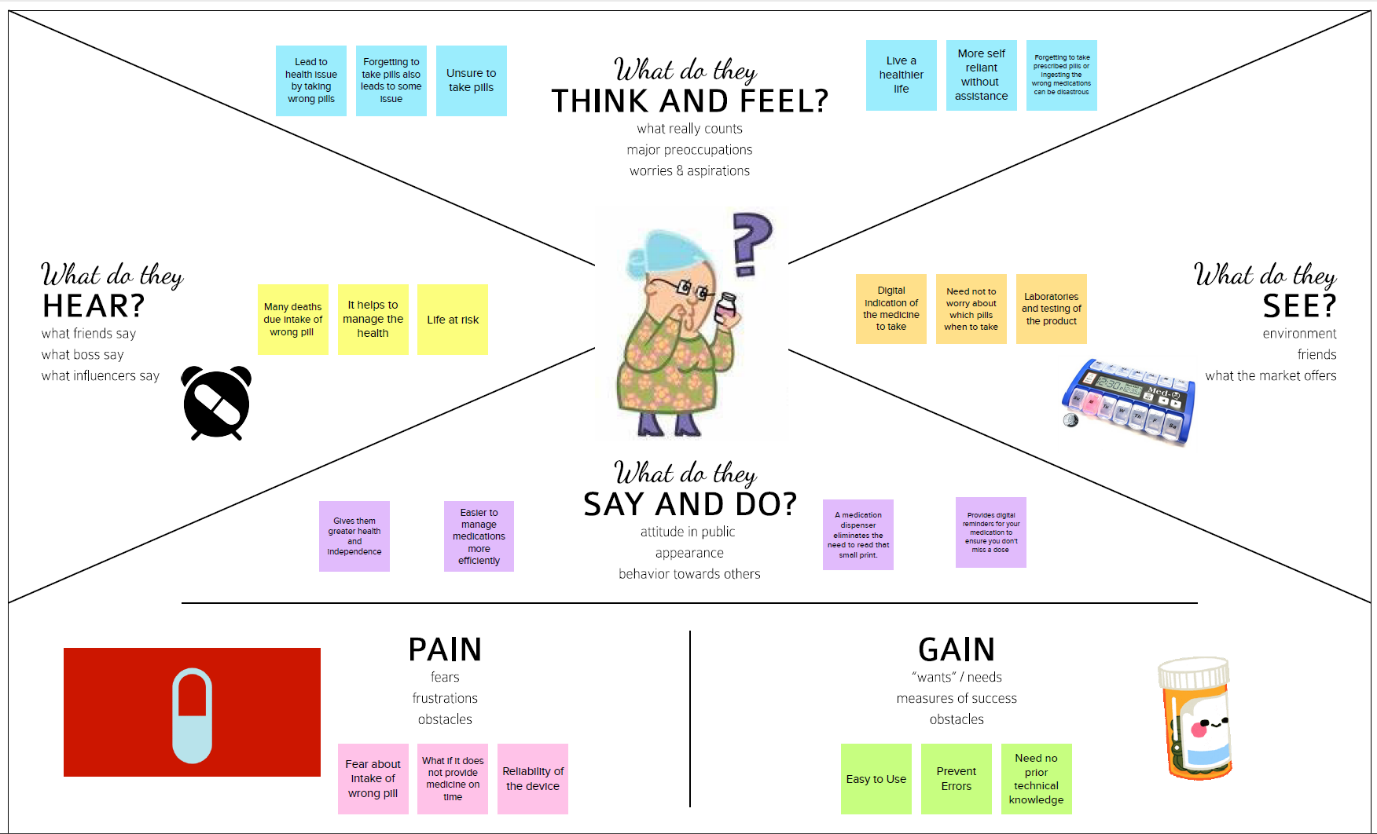 Lead to
health issue
by taking
wrong pills
Forgetting to
take pills also
leads to some
issue
Unsure to
take pills
What do they
THINK AND FEEL?
what really counts
major preoccupations
worries & aspirations
Live a
healthier
life
More self
reliant
without
assistance
Forgetting to take
prescribed pills or
ingesting the
wrong medications
can be disastrous
What do they
HEAR?
what friends say
what boss say
what influencers say
Many deaths
due intake of
wrong pill
It helps to
manage the
health
Life at risk
?
Digital
indication of
the medicine
to take
Need not to
worry about
which pills
when to take
Laboratories
and testing of
the product
What do they
SEE?
environment
friends
what the market offers
What do they
SAY AND DO?
attitude in public
appearance
behavior towards others
Gives them
greater health
and
independence
Easier to
manage
medications
more
efficiently
A medication
dispenser
eliminates the
need to read that
small print.
Provides digital
reminders for your
medication to
ensure you don't
miss a dose
PAIN
fears
frustrations
obstacles
Fear about
intake of
wrong pill
What if it does
not provide
medicine on
time
Reliability of
the device
GAIN
"wants" / needs
measures of success
obstacles
Easy to Use
Prevent
Errors
Need no
prior
technical
knowledge